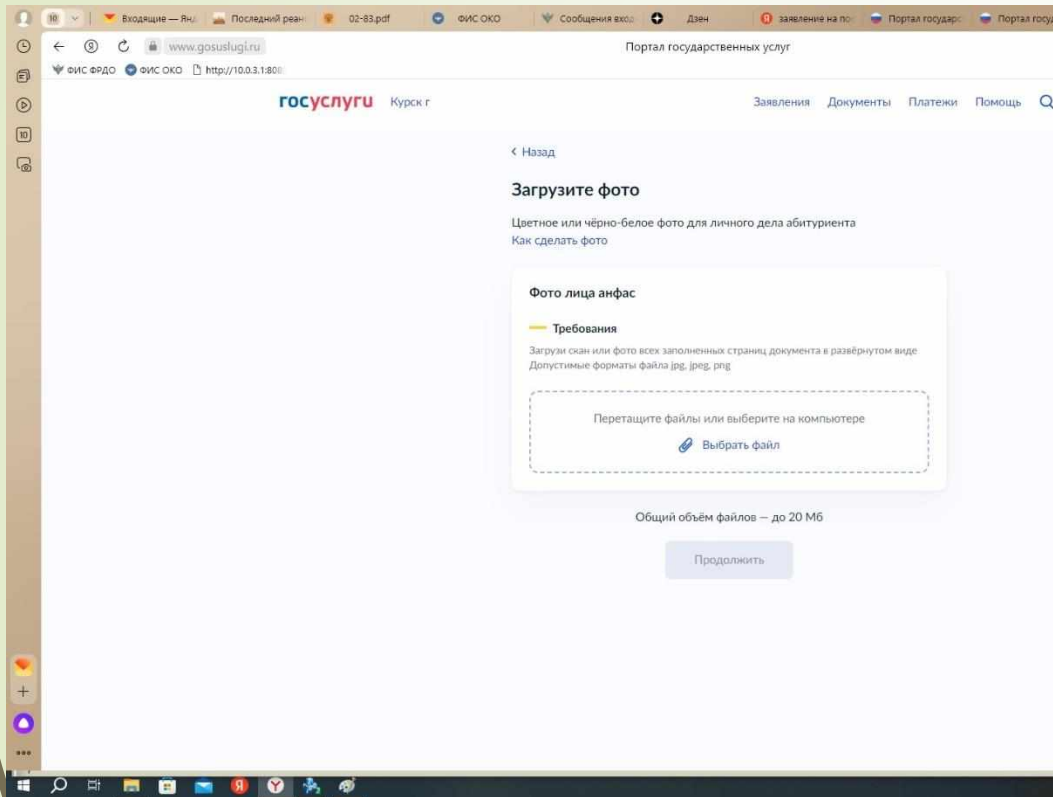 10
Входящие — Ян
Последний реан
02-83.pdf
ФИС ОКО
Сообщения вход
Дзен
заявление на по
Портал государс
Портал госуд
www.gosuslugi.ru
Портал государственных услуг
ФИС ФРДО
ФИС ОКО
http://10.0.3.1:808
10
госуслуги
Курск г
Заявления
Документы
Платежи
Помощь
Назад
Загрузите фото
Цветное или чёрно-белое фото для личного дела абитуриента
Как сделать фото
Фото лица анфас
Требования
Загрузи скан или фото всех заполненных страниц документа в развёрнутом виде
Допустимые форматы файла jpg, jpeg, png
Перетащите файлы или выберите на компьютере
Выбрать файл
Общий объём файлов — до 20 Мб
Продолжить